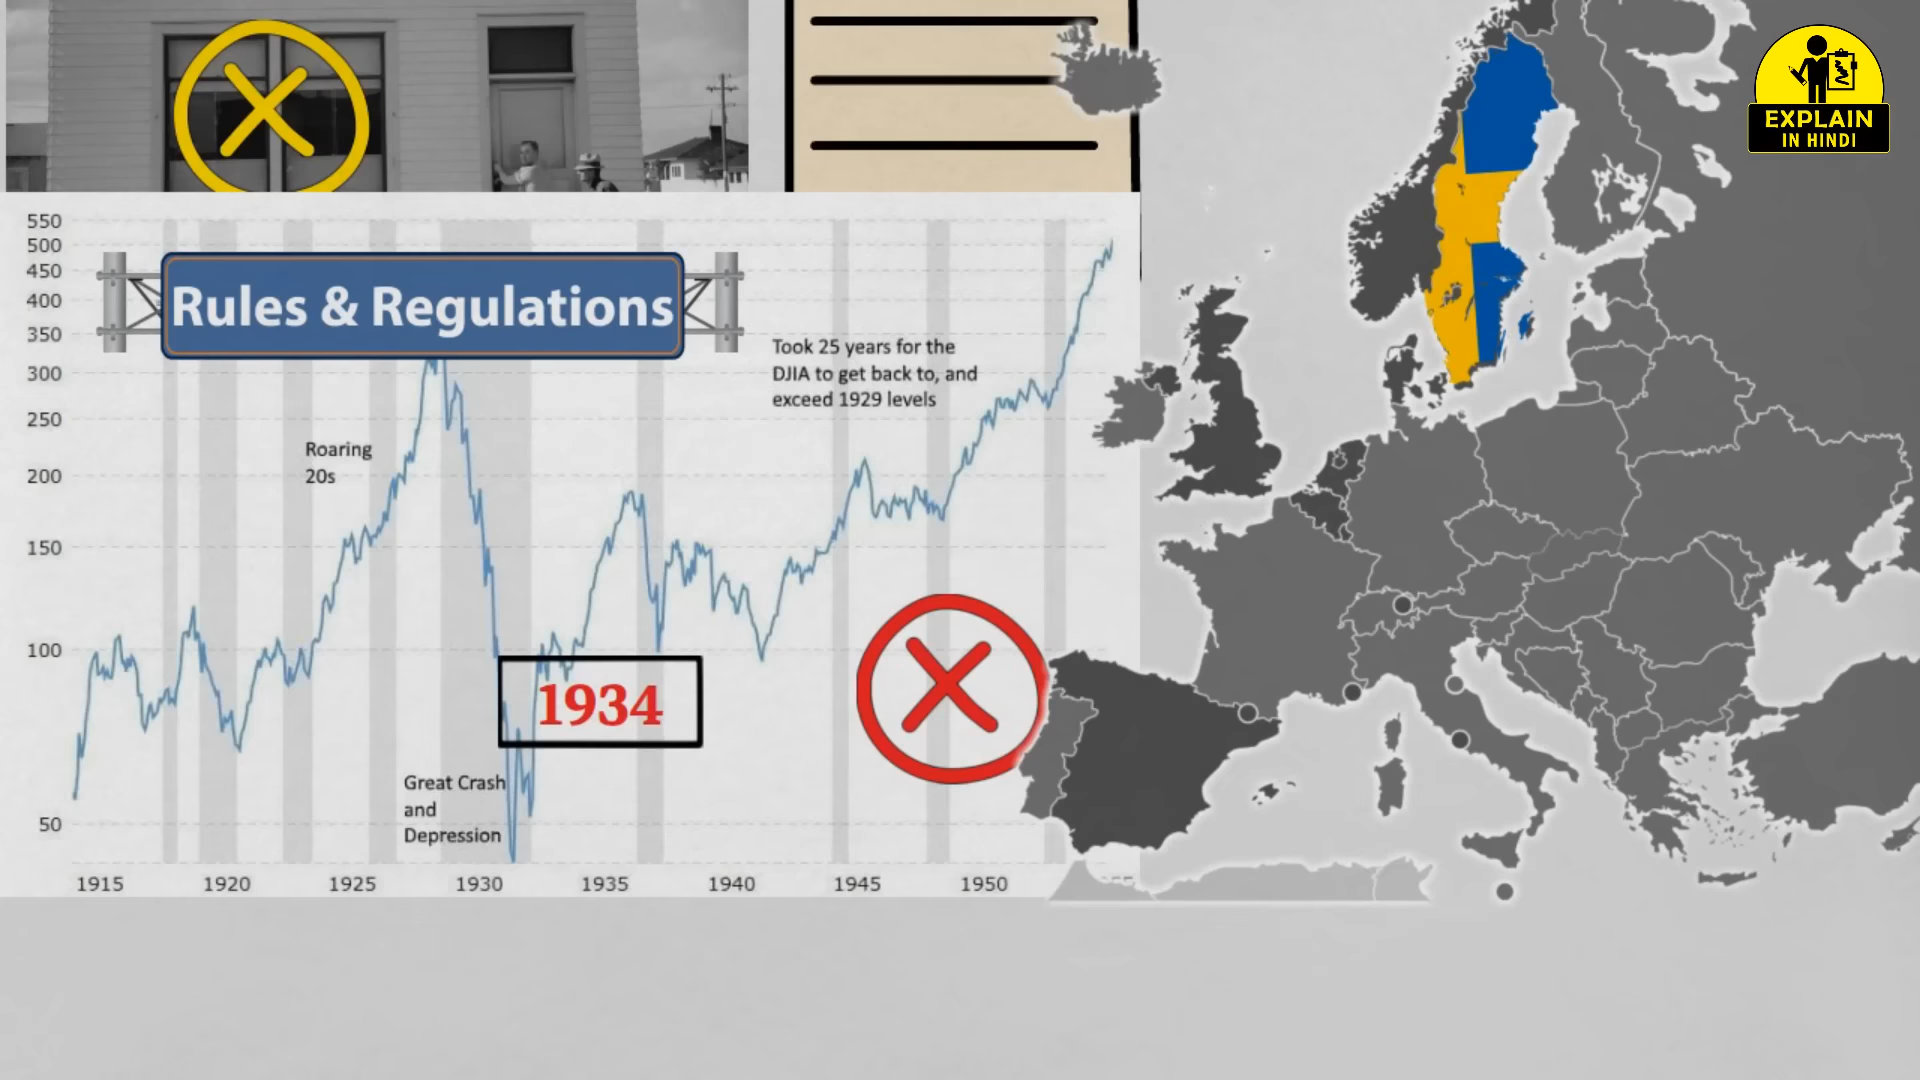 EXPLAIN
IN HINDI
550
500
450
400
350
300
250
200
150
100
50
Rules & Regulations
Took 25 years for the
DJIA to get back to, and
exceed 1929 levels
Roaring
20s
1934
Great Crash
and
Depression
1915 1920 1925 1930 1935 1940 1945 1950